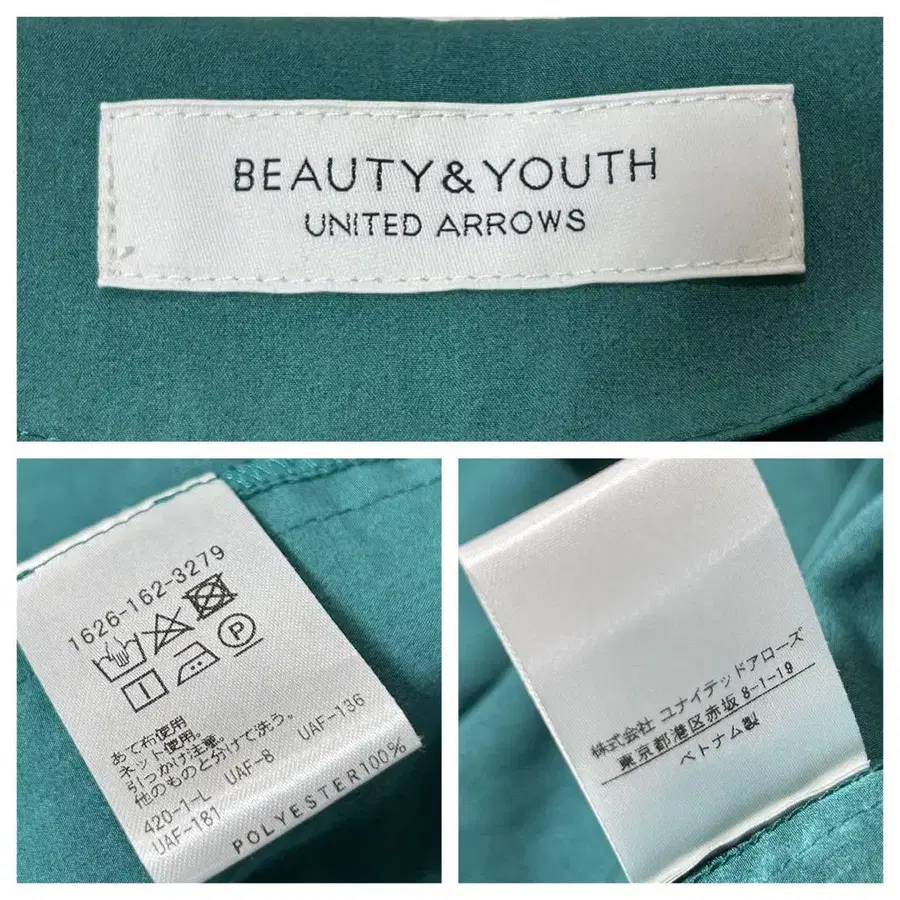 BEAUTY&YOUTH
UNITED ARROWS
1626-162-3279
P
あて布使用
ネット使用。
引っかけ注意。
他のものと分けて洗う。
420-1-L UAF-8 UAF-136
UAF-181
POLYESTER100%
株式会社 ユナイテッドアローズ
東京都港区赤坂 8-1-19
ベトナム製